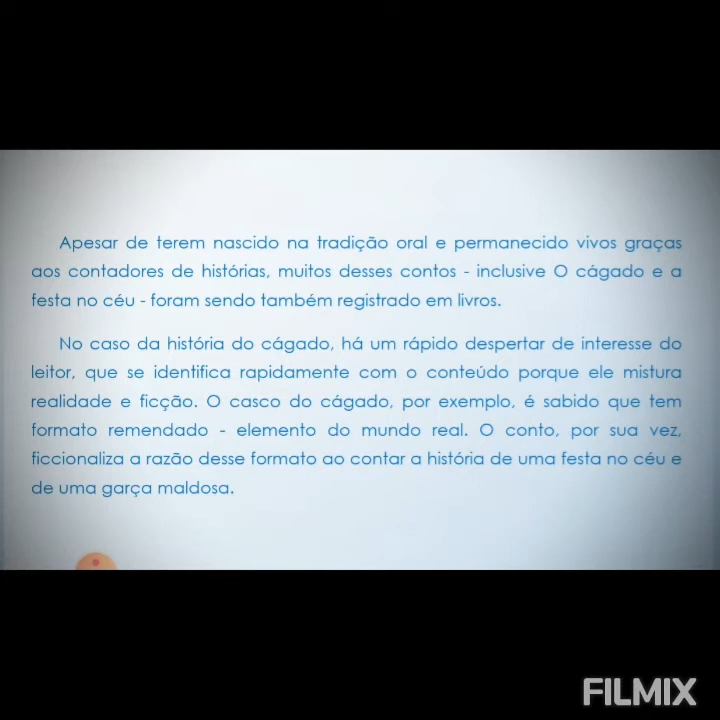 Apesar de terem nascido na tradição oral e permanecido vivos graças
aos contadores de histórias, muitos desses contos - inclusive O cágado e a
festa no céu - foram sendo também registrado em livros.
No caso da história do cágado, há um rápido despertar de interesse do
leitor, que se identifica rapidamente com o conteúdo porque ele mistura
realidade e ficção. O casco do cágado, por exemplo, é sabido que tem
formato remendado - elemento do mundo real. O conto, por sua vez,
ficcionaliza a razão desse formato ao contar a história de uma festa no céu e
de uma garça maldosa.
FILMIX